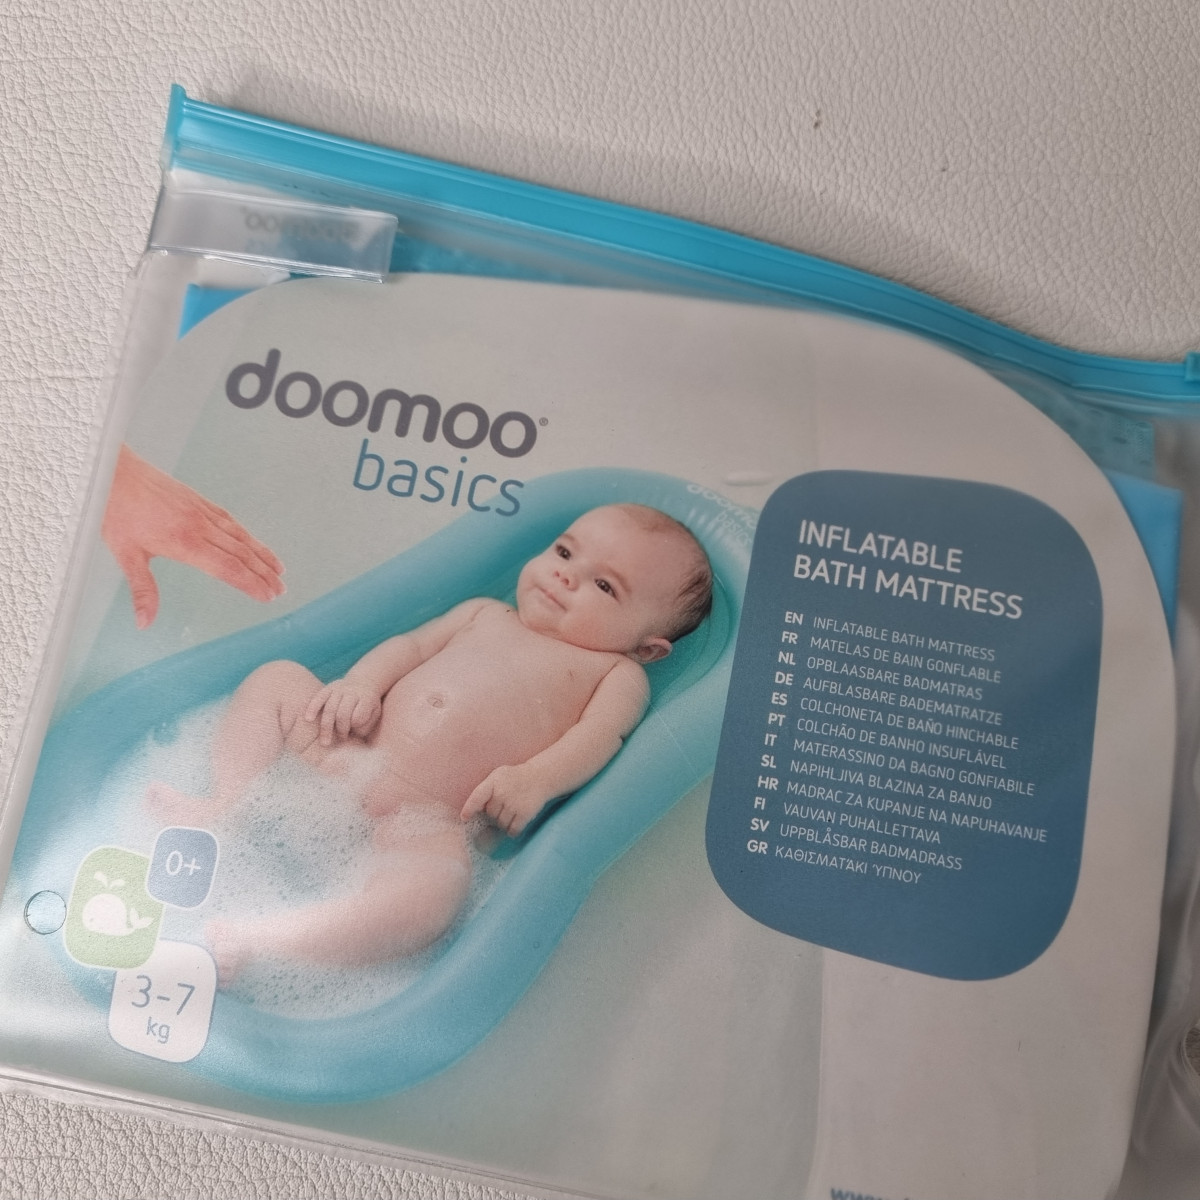 doomoo®
basics
INFLATABLE
BATH MATTRESS
EN INFLATABLE BATH MATTRESS
FR MATELAS DE BAIN GONFLABLE
NL OPBLAASBARE BADMATRAS
DE AUFBLASBARE BADEMATRATZE
ES COLCHONETA DE BAÑO HINCHABLE
PT COLCHÃO DE BANHO INSUFLÁVEL
IT MATERASSINO DA BAGNO GONFIABILE
SL NAPIHLJIVA BLAZINA ZA BANJO
HR MADRAC ZA KUPANJE NA NAPUHAVANJE
FI VAUVAN PUHALLETTAVA
SV UPPBLÅSBAR BADMADRASS
GR ΚΑΘΙΣΜΑΤΆΚΙ ΎΠΝΟΥ
0+
3-7
kg